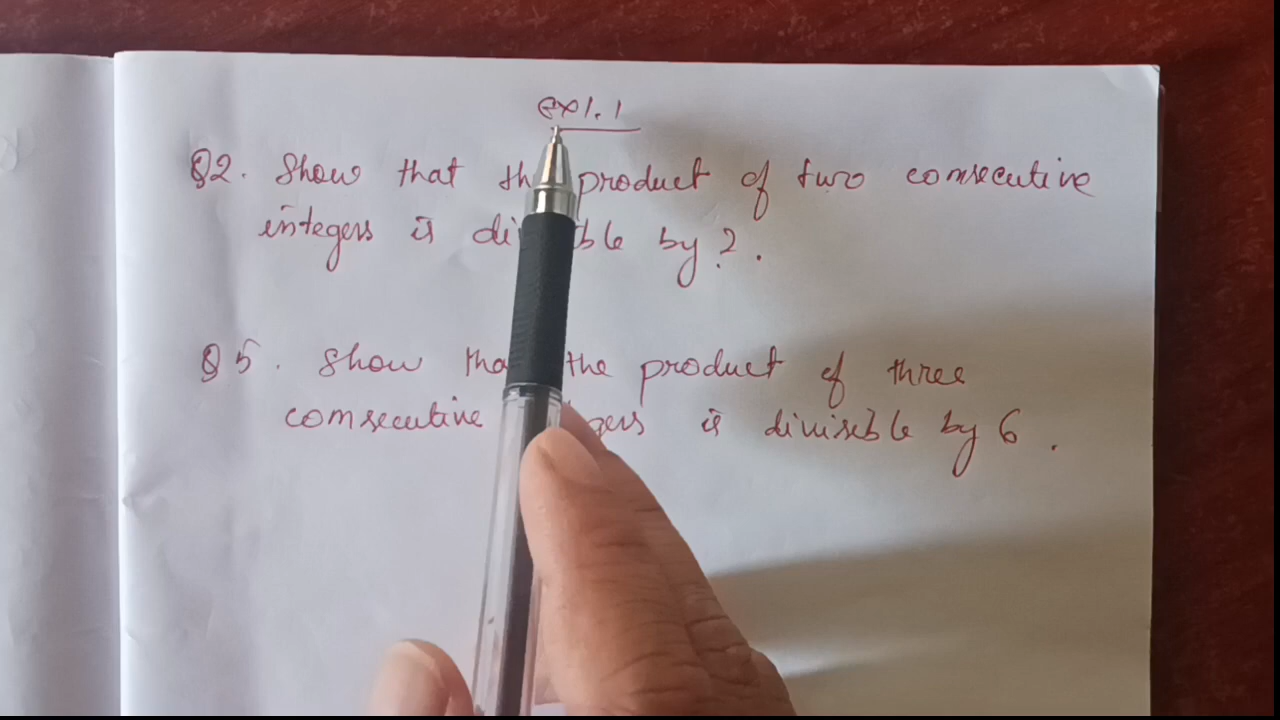 ex1.1
Q2. Show that th product of two consecutive
integers is di ble by 2.
Q5. Show tha the product of three
consecutive gers is divisible by 6.